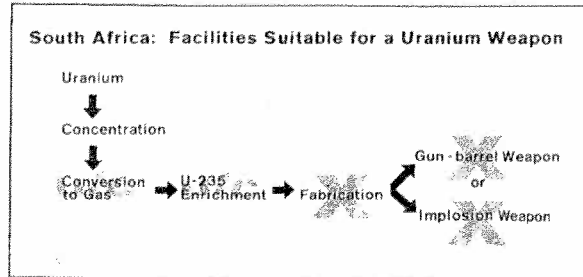 South Africa: Facilities Suitable for a Uranium Weapon
Uranium
Concentration
Conversion
to Gas
U-235
Enrichment
Fabrication
Gun-barrel Weapon
or
Implosion Weapon